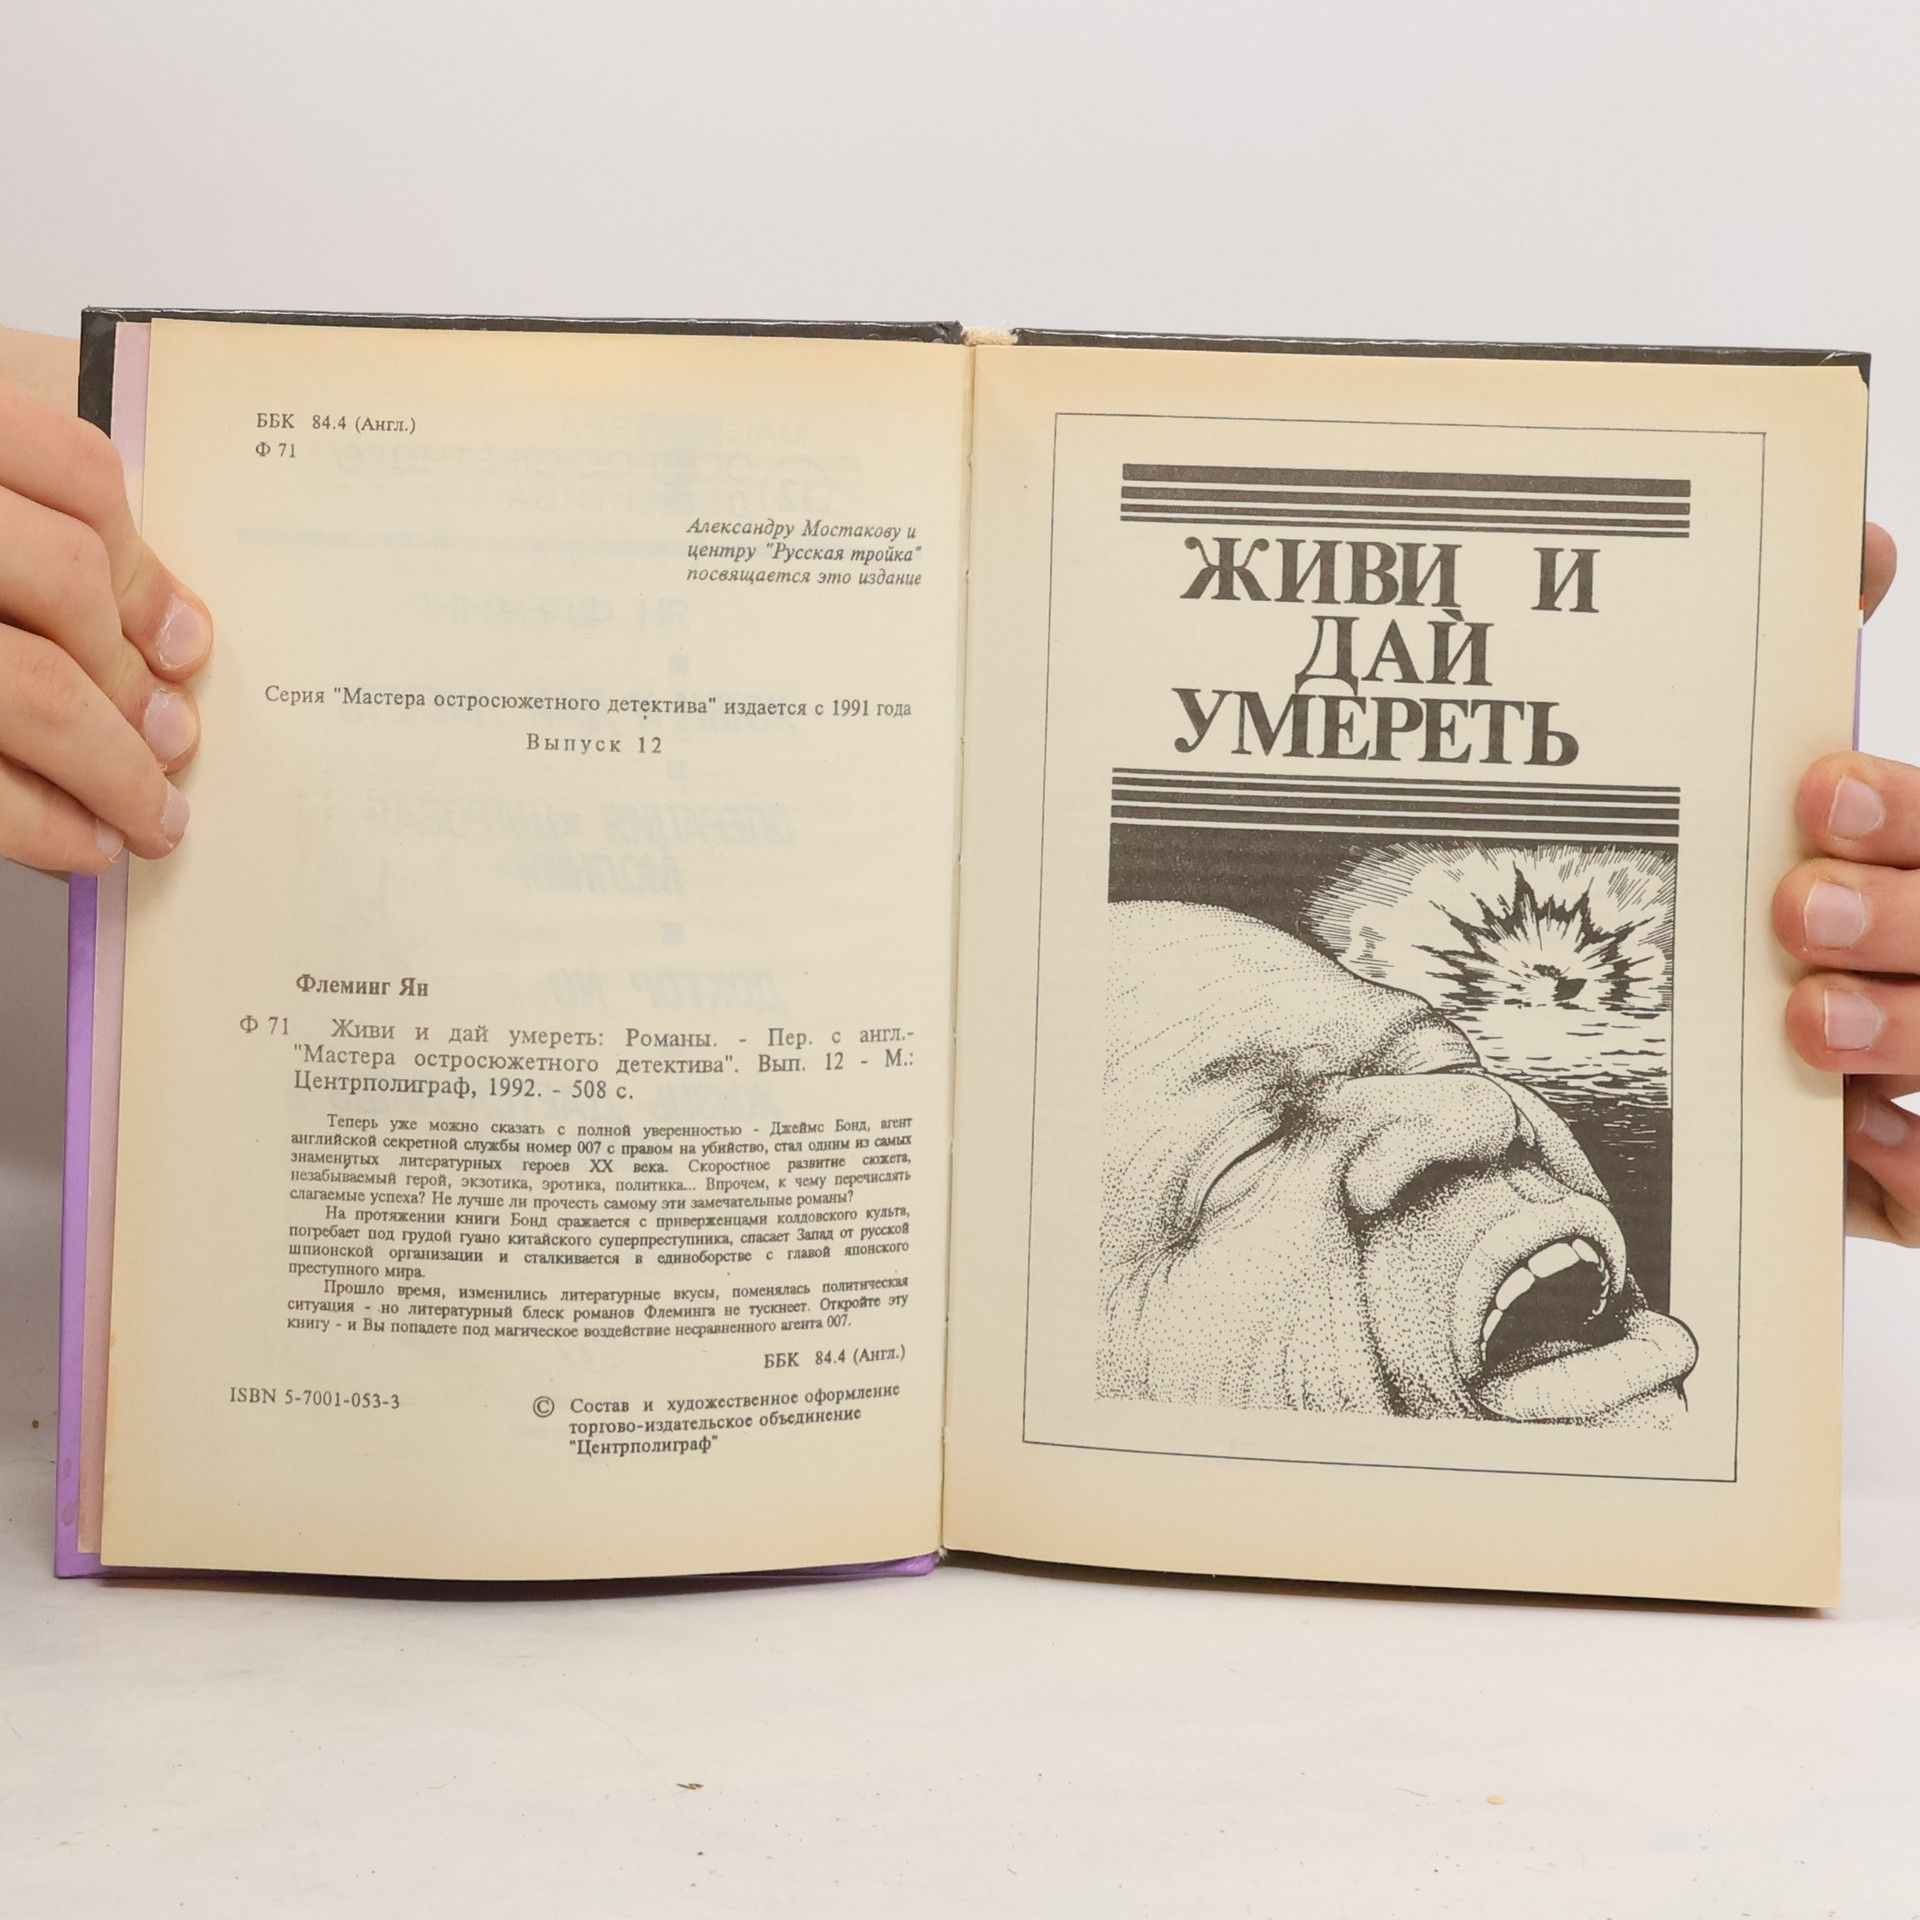 ББК 84.4 (Англ.)
Ф 71
Александру Мостакову и
центру "Русская тройка"
посвящается это издание
Серия "Мастера остросюжетного детектива" издается с 1991 года
Выпуск 12
Флеминг Ян
Ф 71 Живи и дай умереть: Романы. - Пер. с англ.-
"Мастера остросюжетного детектива". Вып. 12 - М.:
Центрполиграф, 1992. - 508 с.
Теперь уже можно сказать с полной уверенностью - Джеймс Бонд, агент
английской секретной службы номер 007 с правом на убийство, стал одним из самых
знаменитых литературных героев XX века. Скоростное развитие сюжета,
незабываемый герой, экзотика, эротика, политика... Впрочем, к чему перечислять
слагаемые успеха? Не лучше ли прочесть самому эти замечательные романы?
На протяжении книги Бонд сражается с приверженцами колдовского культа,
погребает под грудой гуано китайского суперпреступника, спасает Запад от русской
шпионской организации и сталкивается в единоборстве с главой японского
преступного мира.
Прошло время, изменились литературные вкусы, поменялась политическая
ситуация - но литературный блеск романов Флеминга не тускнеет. Откройте эту
книгу - и Вы попадете под магическое воздействие несравненного агента 007.
ББК 84.4 (Англ.)
ISBN 5-7001-053-3
© Состав и художественное оформление
торгово-издательское объединение
"Центрполиграф"
ЖИВИ И
ДАЙ
УМЕРЕТЬ